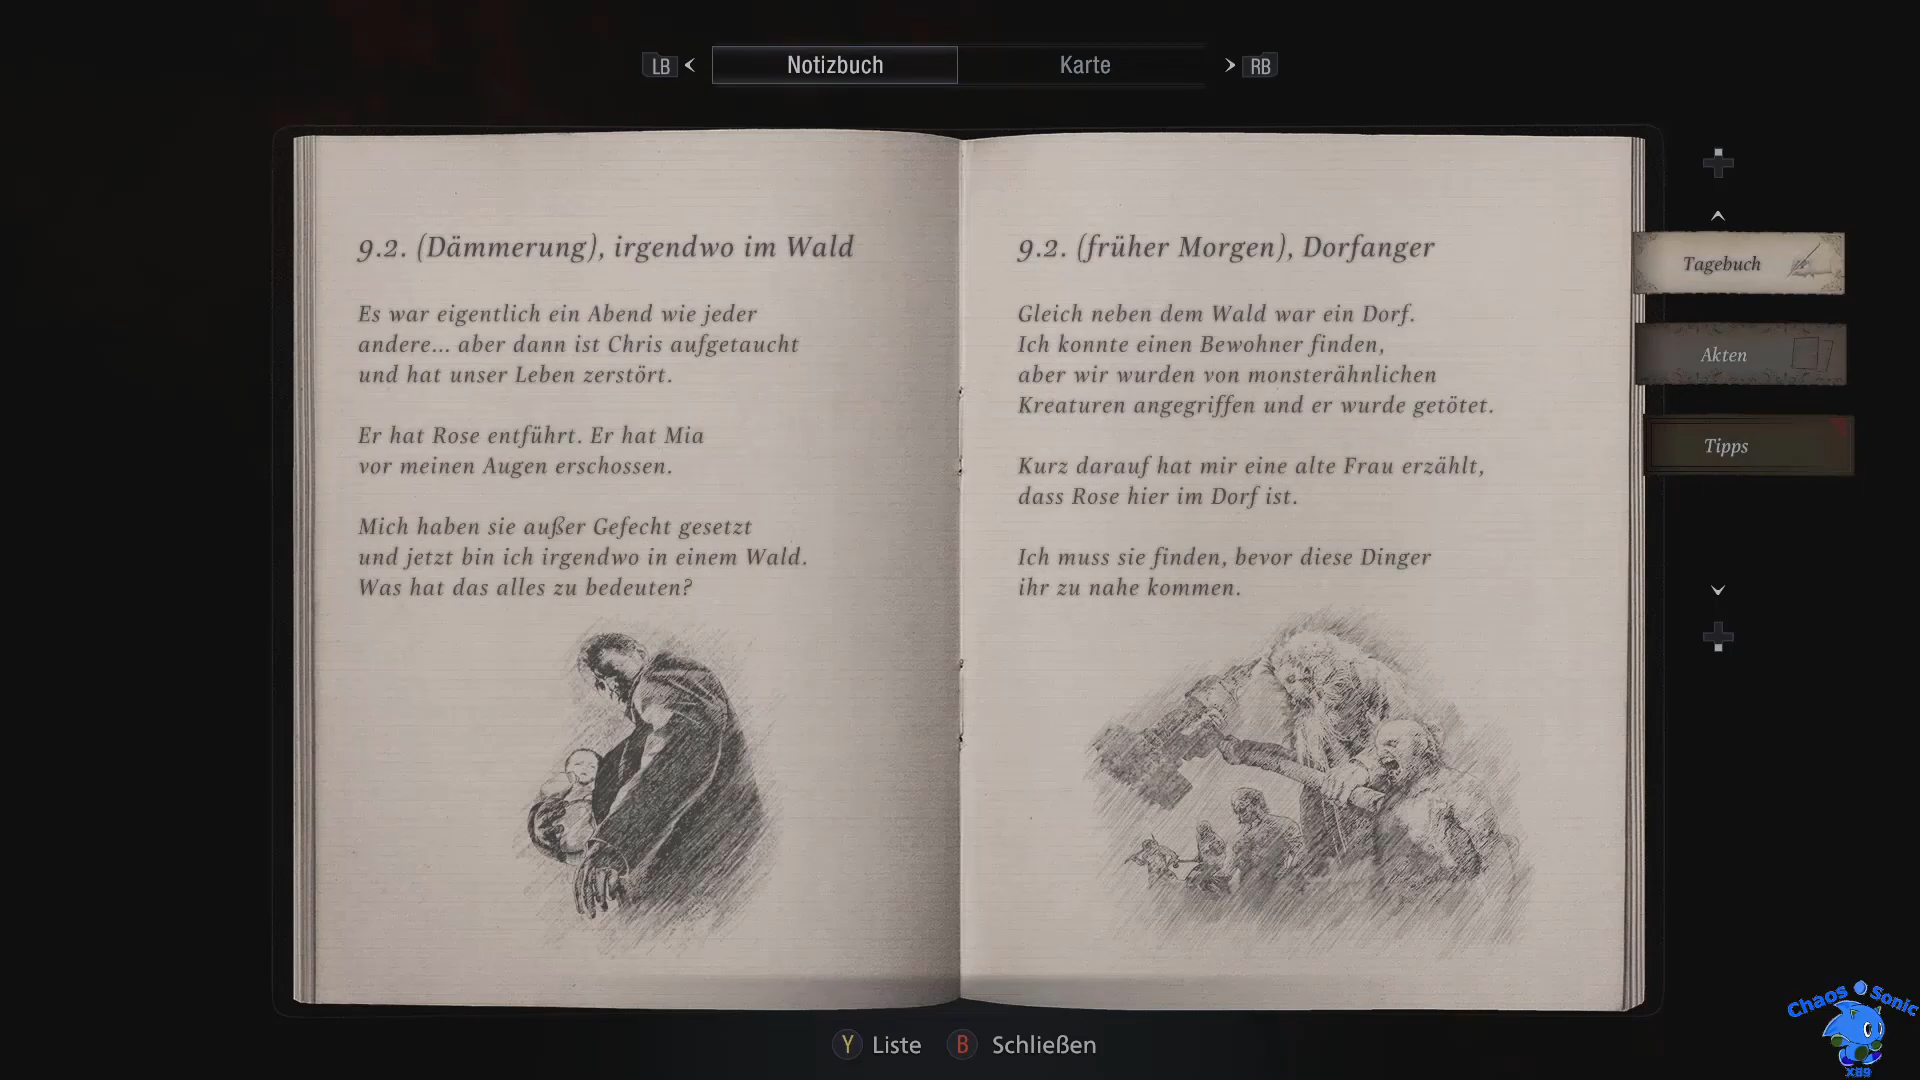 LB
Notizbuch
Karte
RB
9.2. (Dämmerung), irgendwo im Wald
Es war eigentlich ein Abend wie jeder
andere... aber dann ist Chris aufgetaucht
und hat unser Leben zerstört.
Er hat Rose entführt. Er hat Mia
vor meinen Augen erschossen.
Mich haben sie außer Gefecht gesetzt
und jetzt bin ich irgendwo in einem Wald.
Was hat das alles zu bedeuten?
9.2. (früher Morgen), Dorfanger
Gleich neben dem Wald war ein Dorf.
Ich konnte einen Bewohner finden,
aber wir wurden von monsterähnlichen
Kreaturen angegriffen und er wurde getötet.
Kurz darauf hat mir eine alte Frau erzählt,
dass Rose hier im Dorf ist.
Ich muss sie finden, bevor diese Dinger
ihr zu nahe kommen.
Tagebuch
Akten
Tipps
Y Liste
B Schließen
Chaos Sonic
X89